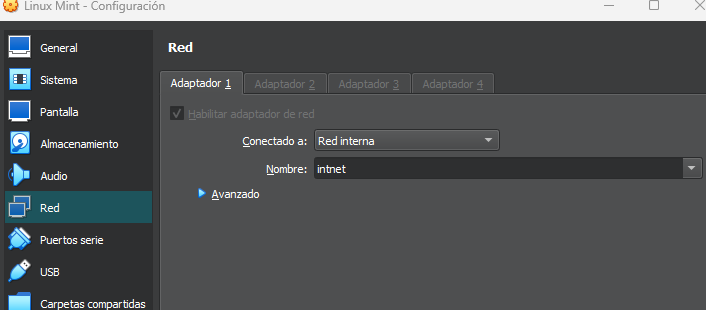 Linux Mint - Configuración
General
Sistema
Pantalla
Almacenamiento
Audio
Red
Puertos serie
USB
Carpetas compartidas
Red
Adaptador 1 Adaptador 2 Adaptador 3 Adaptador 4
Habilitar adaptador de red
Conectado a: Red interna
Nombre: intnet
Avanzado